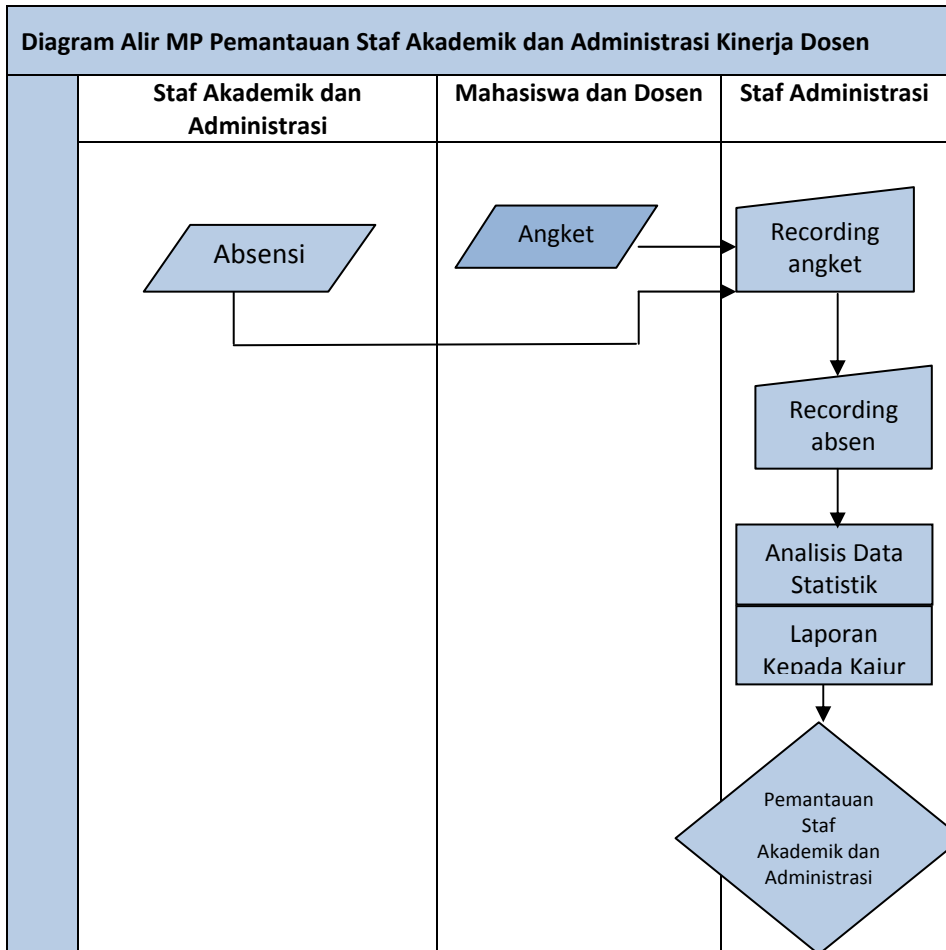 Diagram Alir MP Pemantauan Staf Akademik dan Administrasi Kinerja Dosen
Staf Akademik dan
Administrasi
Mahasiswa dan Dosen
Staf Administrasi
Absensi
Angket
Recording
angket
Recording
absen
Analisis Data
Statistik
Laporan
Kepada Kajur
Pemantauan
Staf
Akademik dan
Administrasi